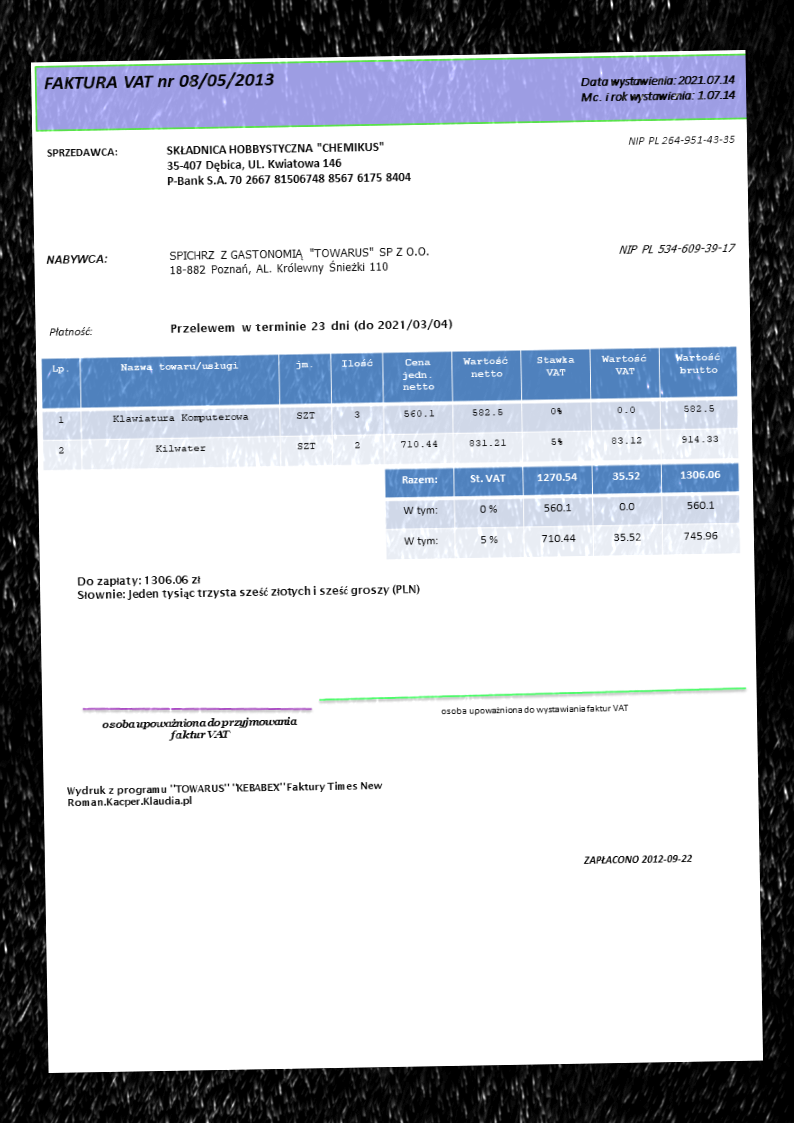 FAKTURA VAT nr 08/05/2013
Data wystawienia: 2021.07.14
Mc. i rok wystawienia: 1.07.14
SPRZEDAWCA:
SKŁADNICA HOBBYSTYCZNA "CHEMIKUS"
35-407 Dębica, UL. Kwiatowa 146
P-Bank S.A. 70 2667 81506748 8567 6175 8404
NIP PL 264-951-43-35
NABYWCA:
SPICHRZ Z GASTONOMIĄ "TOWARUS" SP Z O.O.
18-882 Poznań, AL. Królewny Śnieżki 110
NIP PL 534-609-39-17
Płatność:
Przelewem w terminie 23 dni (do 2021/03/04)
Lp. Nazwa towaru/usługi jm. Ilość Cena jedn. netto Wartość netto Stawka VAT Wartość VAT Wartość brutto
1 Klawiatura Komputerowa SZT 3 560.1 582.5 0% 0.0 582.5
2 Kilwater SZT 2 710.44 831.21 5% 83.12 914.33
Razem: St. VAT 1270.54 35.52 1306.06
W tym: 0 % 560.1 0.0 560.1
W tym: 5 % 710.44 35.52 745.96
Do zapłaty: 1306.06 zł
Słownie: Jeden tysiąc trzysta sześć złotych i sześć groszy (PLN)
osoba upoważniona do przyjmowania
faktur VAT
osoba upoważniona do wystawiania faktur VAT
Wydruk z programu "TOWARUS" "KEBABEX" Faktury Times New
Roman.Kacper.Klaudia.pl
ZAPŁACONO 2012-09-22